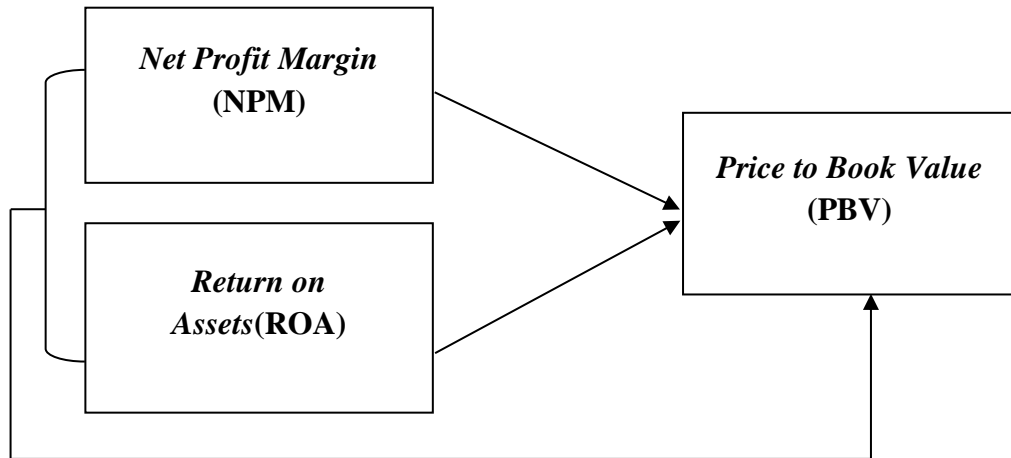 Net Profit Margin
(NPM)
Return on
Assets(ROA)
Price to Book Value
(PBV)